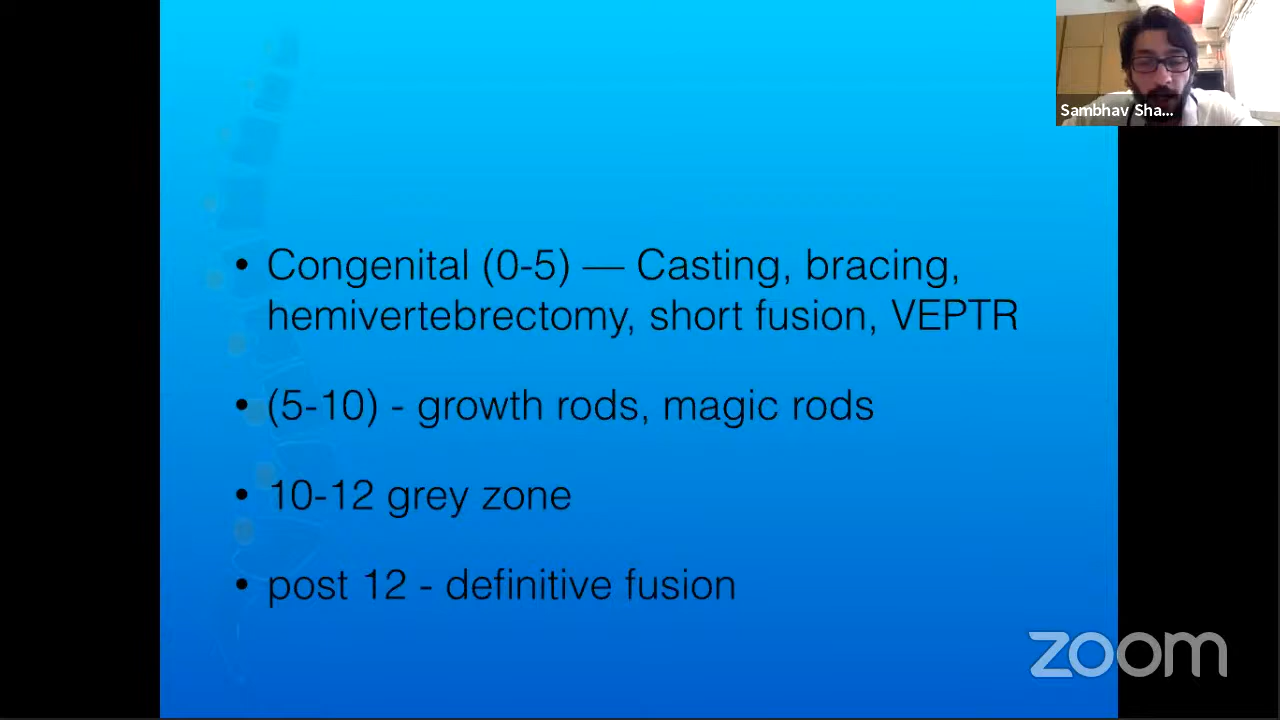 Sambhav Sha...
• Congenital (0-5) — Casting, bracing,
hemivertebrectomy, short fusion, VEPTR
• (5-10) - growth rods, magic rods
• 10-12 grey zone
• post 12 - definitive fusion
zoom